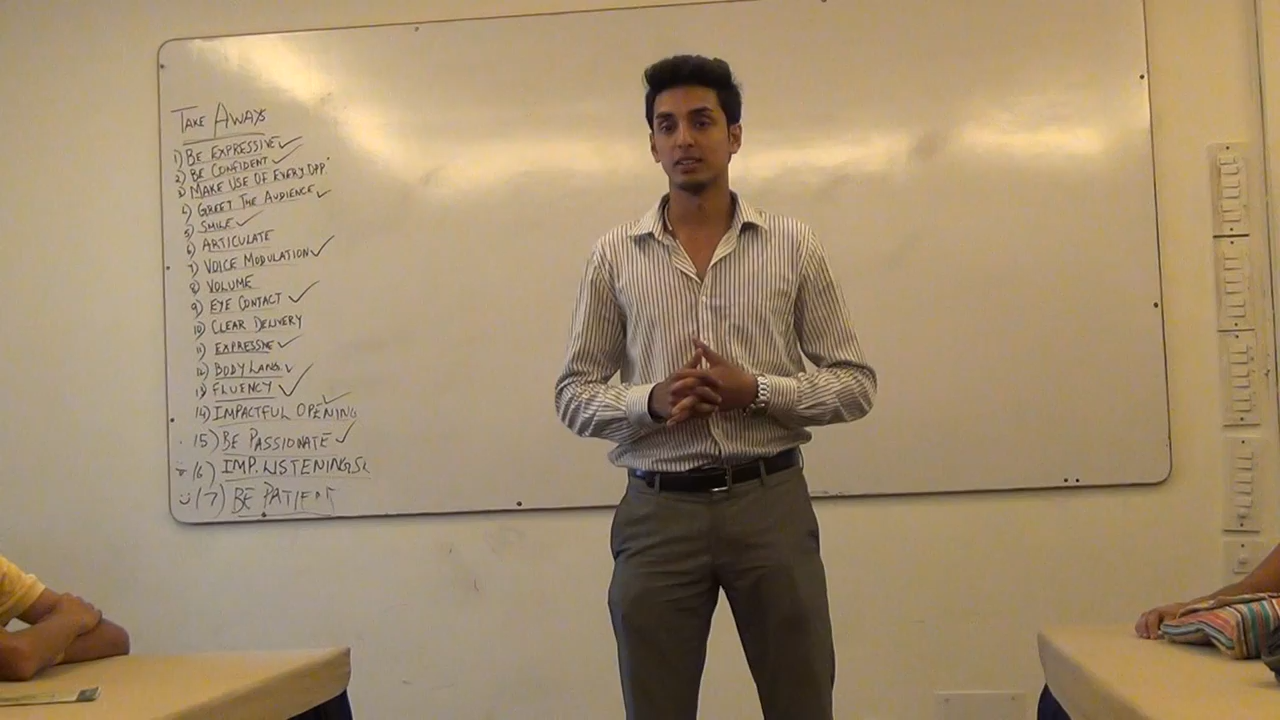 TAKE AWAYS
1) BE EXPRESSIVE ✓
2) BE CONFIDENT ✓
3) MAKE USE OF EVERY OPP.
4) GREET THE AUDIENCE ✓
5) SMILE ✓
6) ARTICULATE
7) VOICE MODULATION ✓
8) VOLUME
9) EYE CONTACT ✓
10) CLEAR DELIVERY
11) EXPRESSIVE ✓
12) BODY LANG. ✓
13) FLUENCY ✓
14) IMPACTFUL OPENING ✓
15) BE PASSIONATE ✓
16) IMP. LISTENING SK
17) BE PATIENT